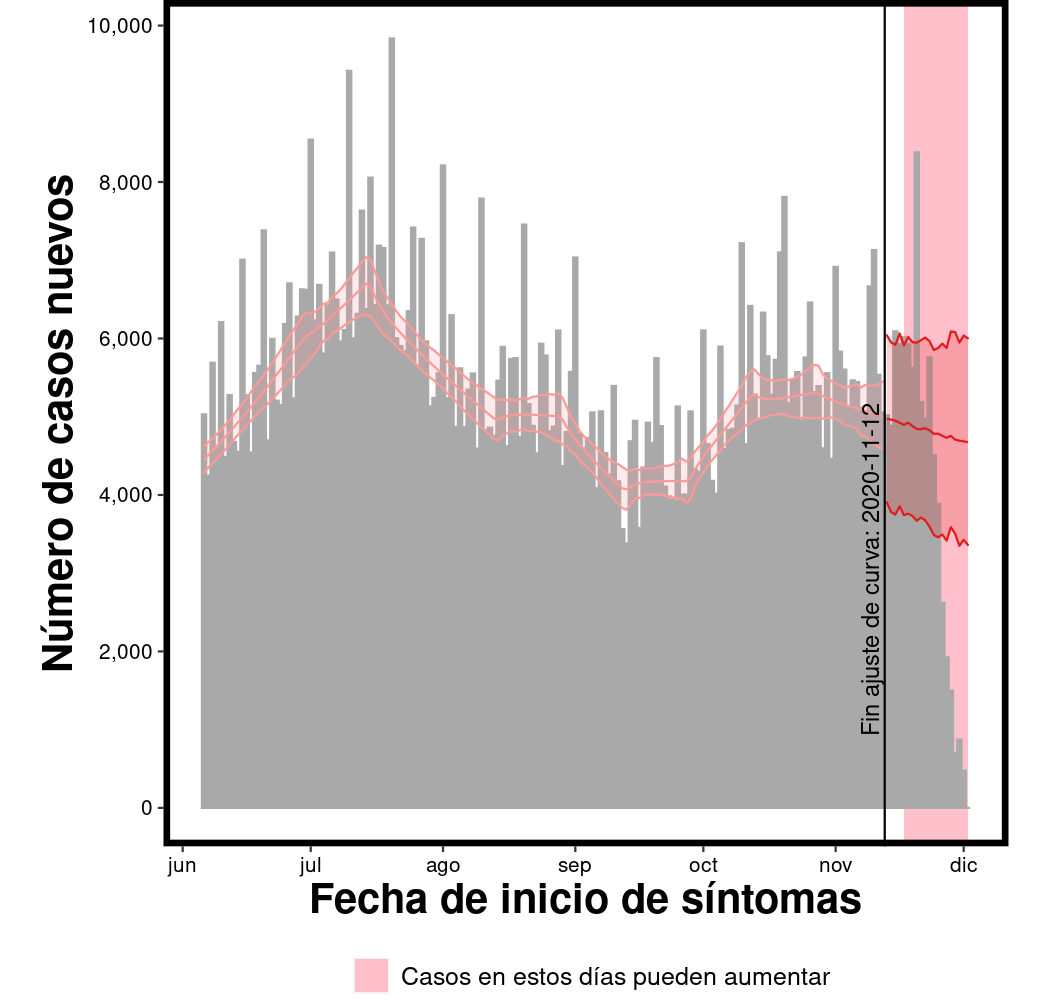 Número de casos nuevos
10,000
8,000
6,000
4,000
2,000
0
Fin ajuste de curva: 2020-11-12
jun jul ago sep oct nov dic
Fecha de inicio de síntomas
Casos en estos días pueden aumentar